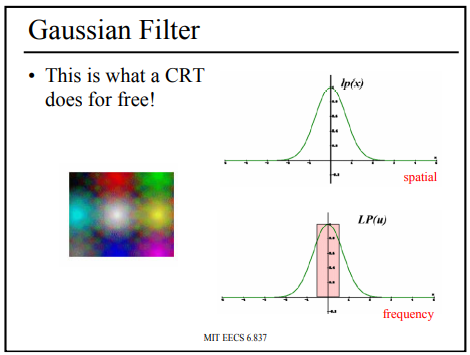 Gaussian Filter
• This is what a CRT
does for free!
lp(x)
spatial
LP(u)
frequency
MIT EECS 6.837